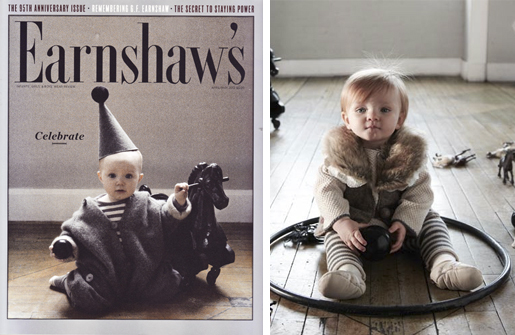 THE 95TH ANNIVERSARY ISSUE • REMEMBERING G.F. EARNSHAW • THE SECRET TO STAYING POWER
Earnshaw's
Celebrate